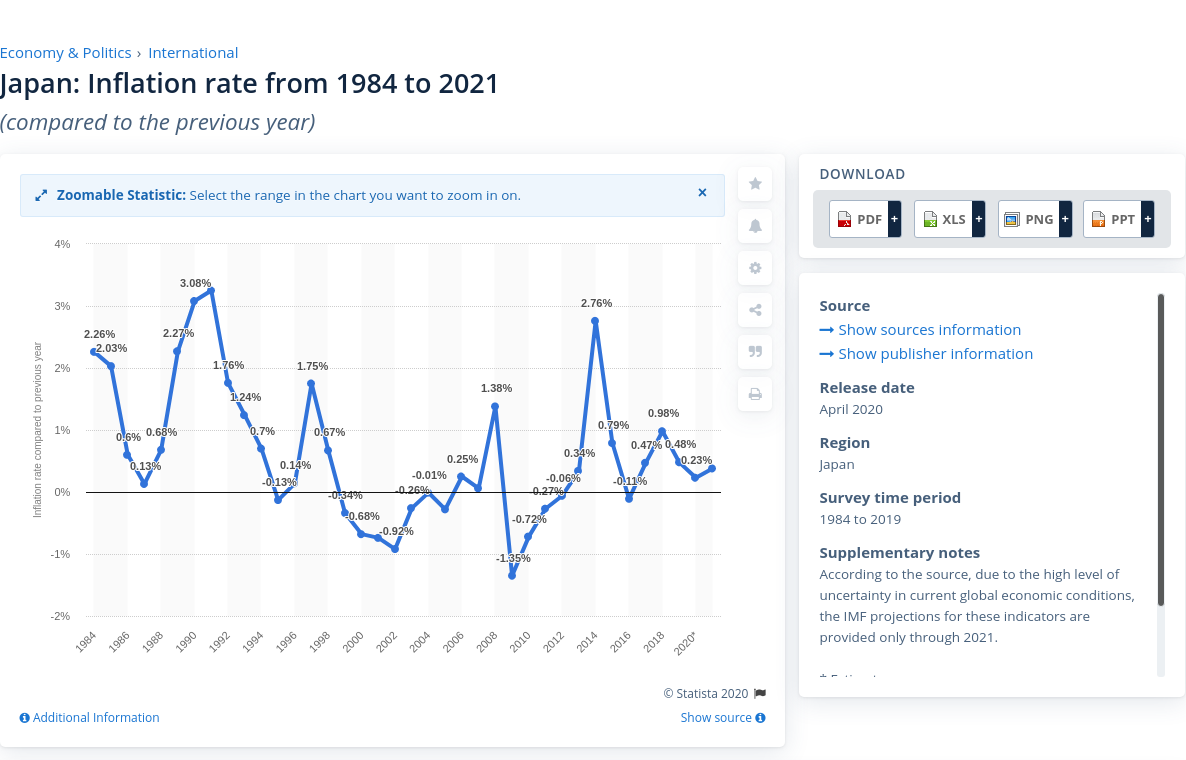 Economy & Politics › International
Japan: Inflation rate from 1984 to 2021
(compared to the previous year)
Zoomable Statistic: Select the range in the chart you want to zoom in on. ×
Inflation rate compared to previous year
4%
3%
2%
1%
0%
-1%
-2%
2.26%
2.03%
0.6%
0.13%
0.68%
2.27%
3.08%
1.76%
1.24%
0.7%
-0.13%
0.14%
1.75%
0.67%
-0.34%
-0.68%
-0.92%
-0.26%
-0.01%
0.25%
1.38%
-1.35%
-0.72%
-0.27%
-0.06%
0.34%
2.76%
0.79%
-0.11%
0.47%
0.98%
0.48%
0.23%
1984 1986 1988 1990 1992 1994 1996 1998 2000 2002 2004 2006 2008 2010 2012 2014 2016 2018 2020*
© Statista 2020
Additional Information
Show source
DOWNLOAD
PDF + XLS + PNG + PPT +
Source
Show sources information
Show publisher information
Release date
April 2020
Region
Japan
Survey time period
1984 to 2019
Supplementary notes
According to the source, due to the high level of
uncertainty in current global economic conditions,
the IMF projections for these indicators are
provided only through 2021.